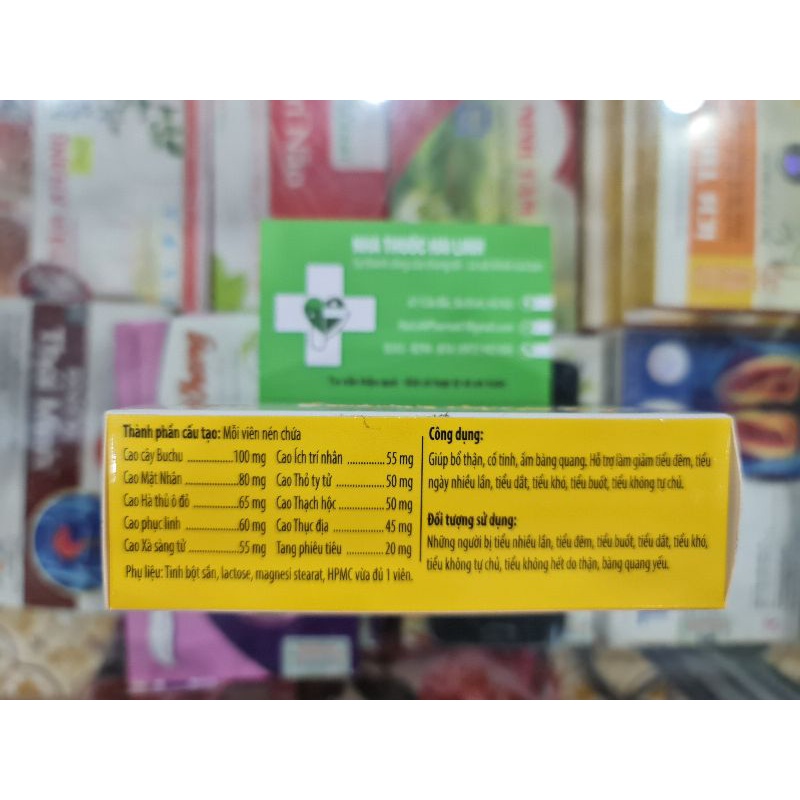 NHÀ THUỐC HẢI LINH
Thành phần cấu tạo: Mỗi viên nén chứa
Cao cây Buchu ............100 mg
Cao Mật Nhân ............80 mg
Cao Hà thủ ô đỏ ............65 mg
Cao phục linh ............60 mg
Cao Xà sàng tử ............55 mg
Cao Ích trí nhân ............55 mg
Cao Thỏ ty tử ............50 mg
Cao Thạch hộc ............50 mg
Cao Thục địa ............45 mg
Tang phiêu tiêu ............20 mg
Phụ liệu: Tinh bột sắn, lactose, magnesi stearat, HPMC vừa đủ 1 viên.
Công dụng:
Giúp bổ thận, cố tinh, ấm bàng quang. Hỗ trợ làm giảm tiểu đêm, tiểu
ngày nhiều lần, tiểu dắt, tiểu khó, tiểu buốt, tiểu không tự chủ.
Đối tượng sử dụng:
Những người bị tiểu nhiều lần, tiểu đêm, tiểu buốt, tiểu dắt, tiểu khó,
tiểu không tự chủ, tiểu không hết do thận, bàng quang yếu.